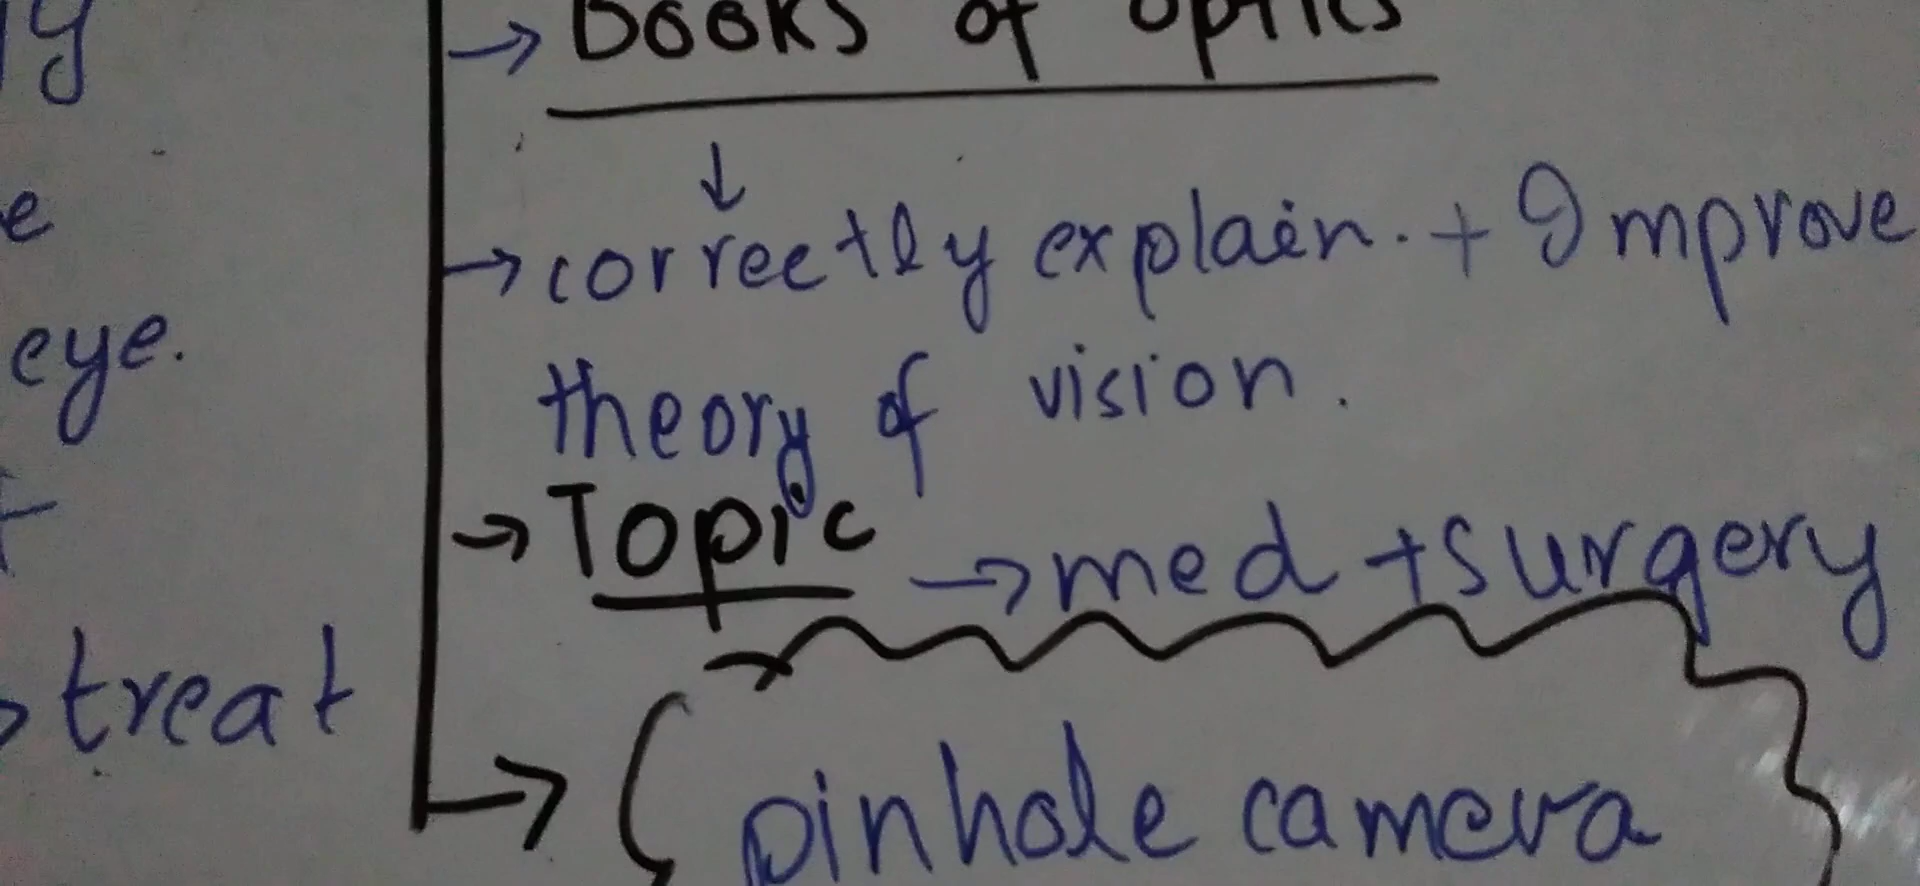 y
→ Books of optics
↓
e
→ correctly explain. + Improve
eye.
theory of vision.
→ Topic → med + surgery
treat
→ pinhole camera